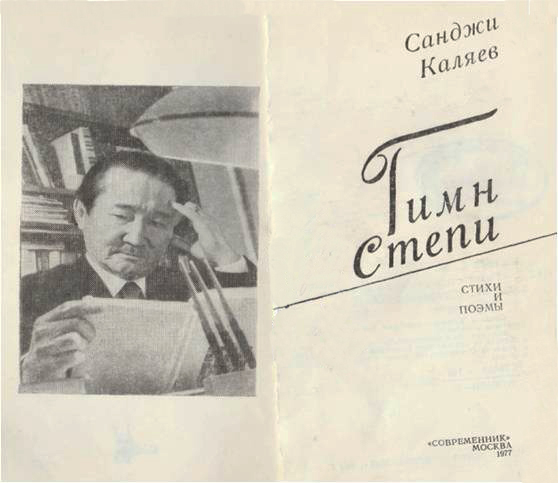 Санджи
Каляев
Гимн
Степи
СТИХИ
И
ПОЭМЫ
«СОВРЕМЕННИК»
МОСКВА
1977